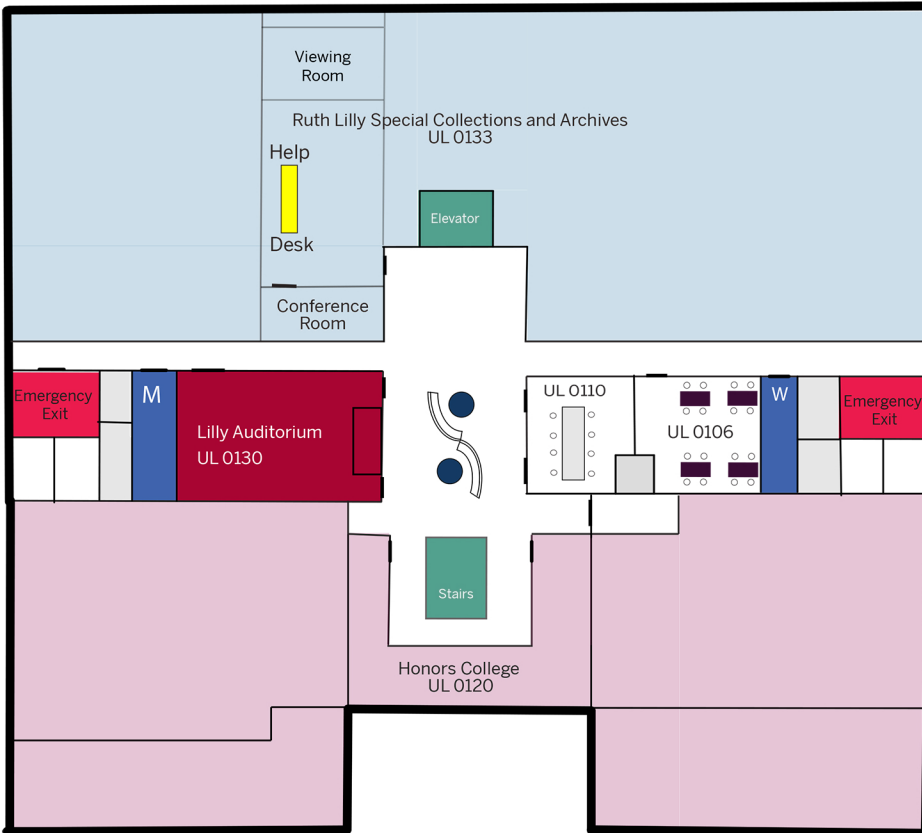 Viewing
Room
Ruth Lilly Special Collections and Archives
UL 0133
Help
Desk
Elevator
Conference
Room
Emergency
Exit
M
Lilly Auditorium
UL 0130
UL 0110
UL 0106
W
Emergency
Exit
Stairs
Honors College
UL 0120